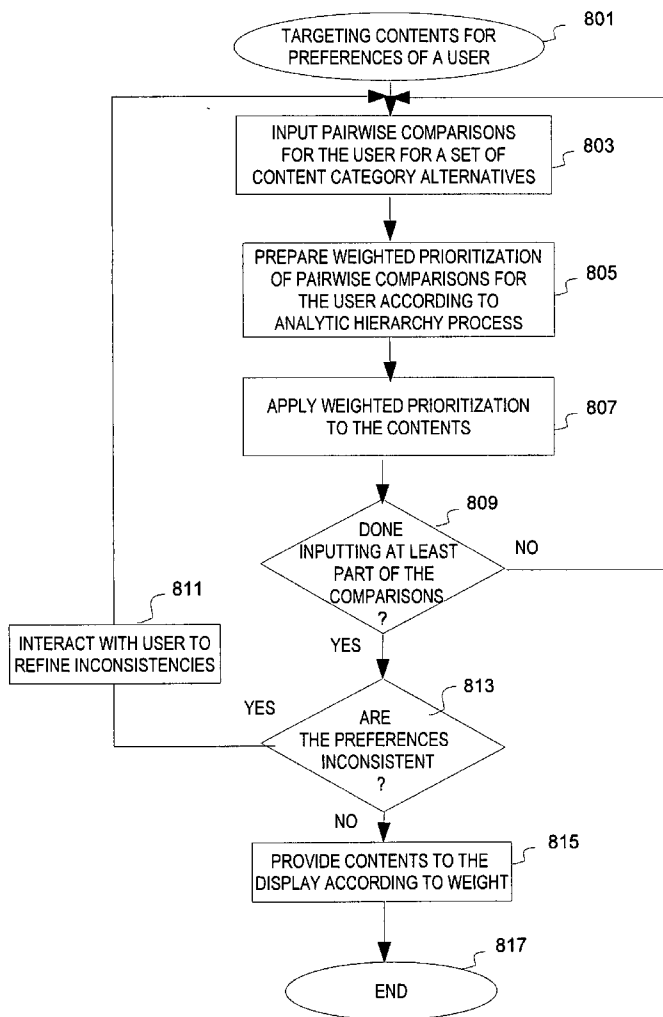 TARGETING CONTENTS FOR
PREFERENCES OF A USER
801
INPUT PAIRWISE COMPARISONS
FOR THE USER FOR A SET OF
CONTENT CATEGORY ALTERNATIVES
803
PREPARE WEIGHTED PRIORITIZATION
OF PAIRWISE COMPARISONS FOR
THE USER ACCORDING TO
ANALYTIC HIERARCHY PROCESS
805
APPLY WEIGHTED PRIORITIZATION
TO THE CONTENTS
807
809
DONE
INPUTTING AT LEAST
PART OF THE
COMPARISONS
?
NO
YES
811
INTERACT WITH USER TO
REFINE INCONSISTENCIES
813
YES
ARE
THE PREFERENCES
INCONSISTENT
?
NO
PROVIDE CONTENTS TO THE
DISPLAY ACCORDING TO WEIGHT
815
817
END